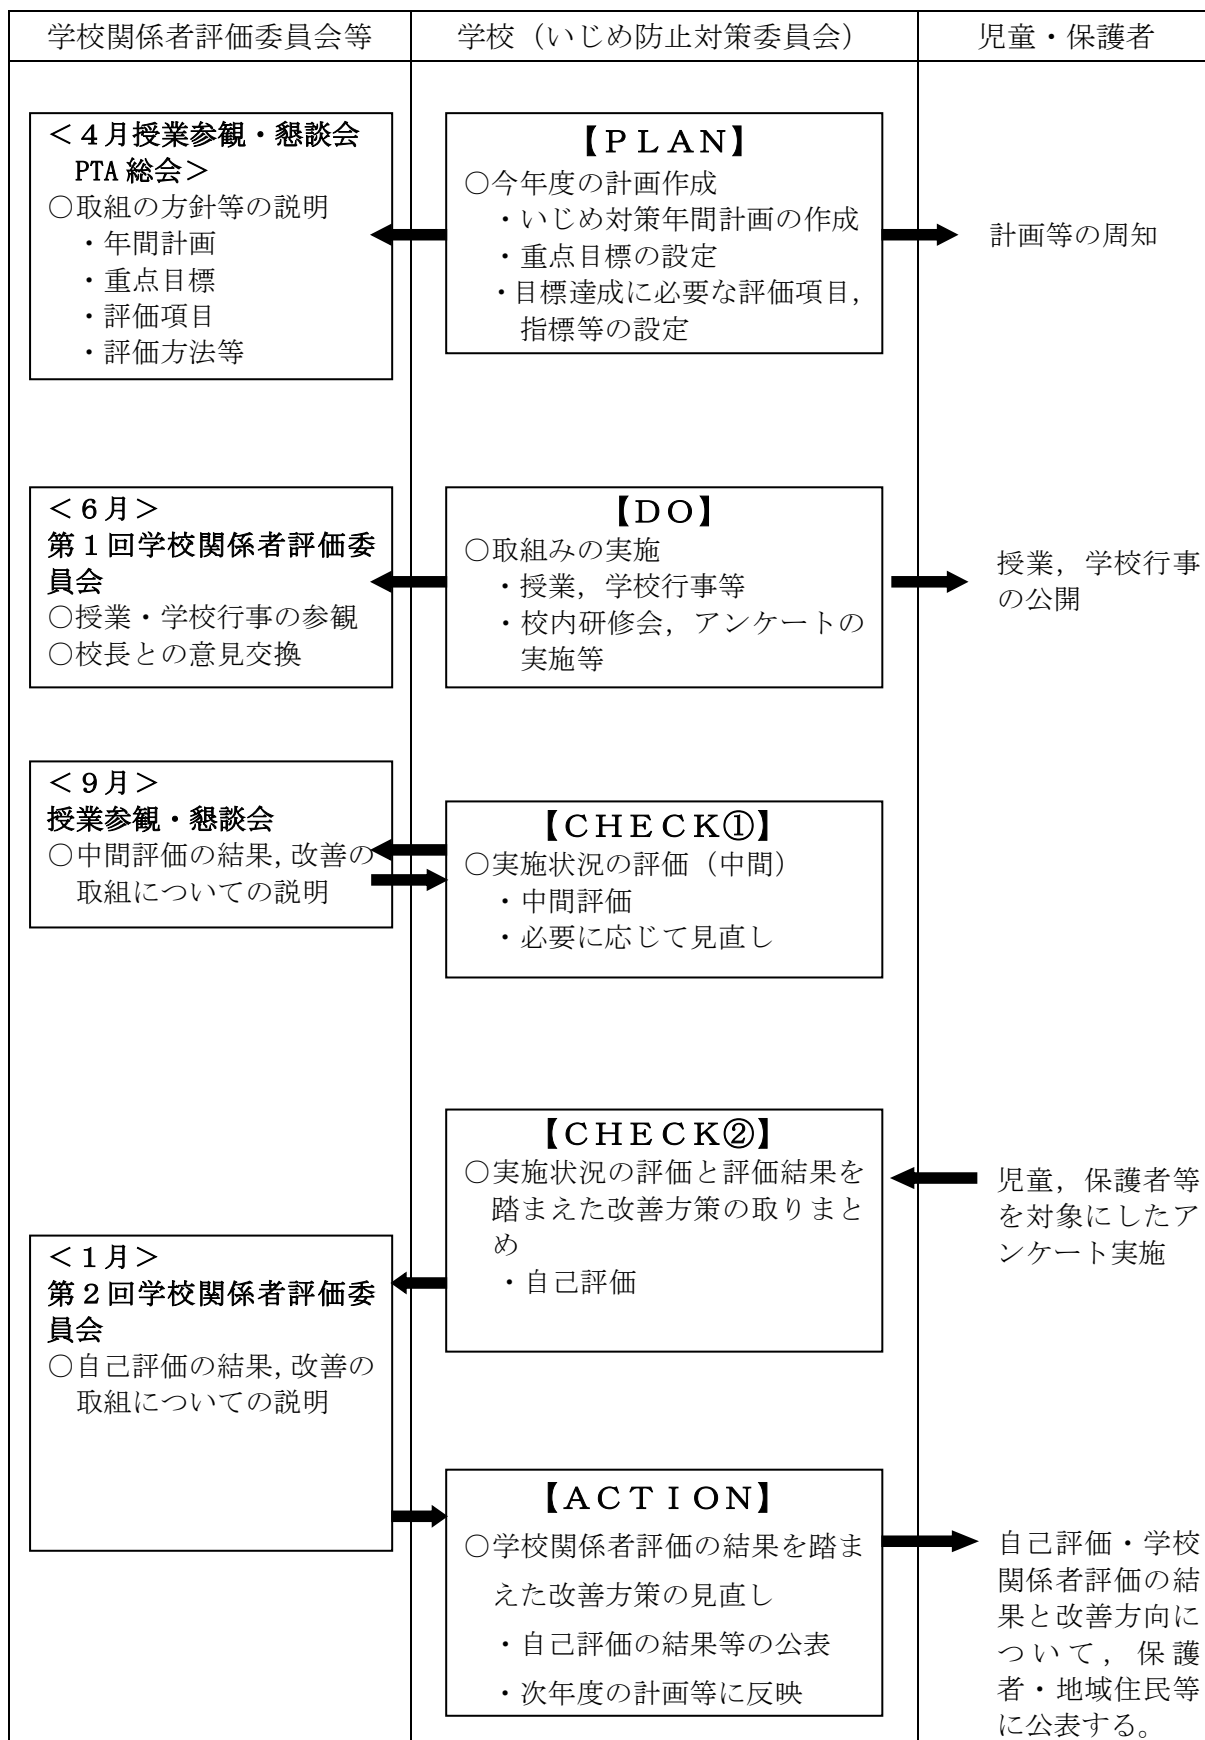 学校関係者評価委員会等
学校（いじめ防止対策委員会）
児童・保護者
＜４月授業参観・懇談会
PTA 総会＞
○取組の方針等の説明
・年間計画
・重点目標
・評価項目
・評価方法等
【ＰＬＡＮ】
○今年度の計画作成
・いじめ対策年間計画の作成
・重点目標の設定
・目標達成に必要な評価項目，
指標等の設定
計画等の周知
＜６月＞
第１回学校関係者評価委
員会
○授業・学校行事の参観
○校長との意見交換
【ＤＯ】
○取組みの実施
・授業，学校行事等
・校内研修会，アンケートの
実施等
授業，学校行事
の公開
＜９月＞
授業参観・懇談会
○中間評価の結果，改善の
取組についての説明
【ＣＨＥＣＫ①】
○実施状況の評価（中間）
・中間評価
・必要に応じて見直し
【ＣＨＥＣＫ②】
○実施状況の評価と評価結果を
踏まえた改善方策の取りまと
め
・自己評価
児童，保護者等
を対象にしたア
ンケート実施
＜１月＞
第２回学校関係者評価委
員会
○自己評価の結果，改善の
取組についての説明
【ＡＣＴＩＯＮ】
○学校関係者評価の結果を踏ま
えた改善方策の見直し
・自己評価の結果等の公表
・次年度の計画等に反映
自己評価・学校
関係者評価の結
果と改善方向に
ついて，保護
者・地域住民等
に公表する。